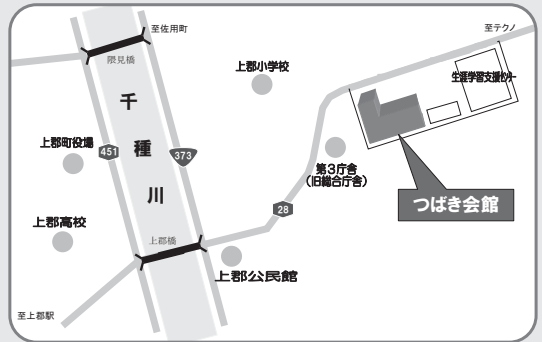 至佐用町
至テクノ
隈見橋
上郡小学校
生涯学習支援センター
千種川
上郡町役場
451
373
第3庁舎
(旧総合庁舎)
つばき会館
28
上郡高校
上郡橋
上郡公民館
至上郡駅